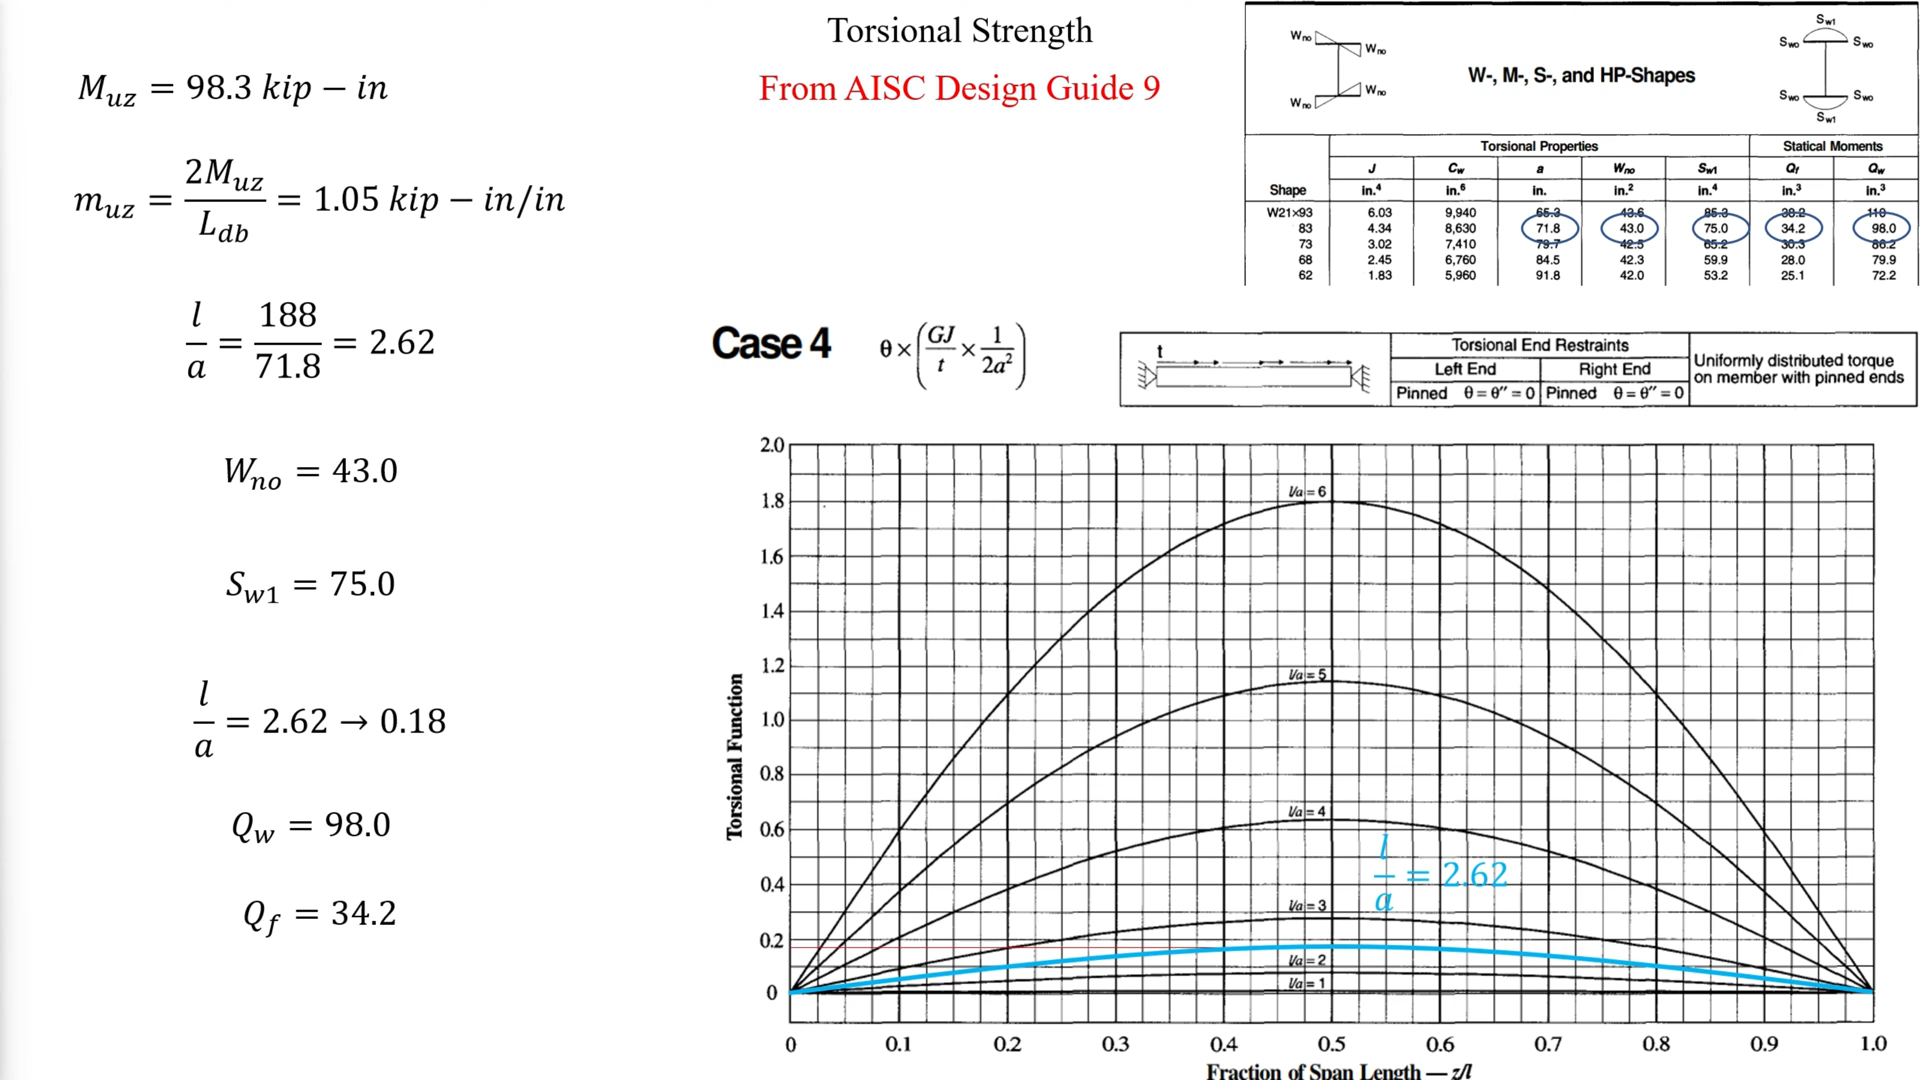 Torsional Strength
From AISC Design Guide 9
M_uz = 98.3 kip − in
m_uz = 2M_uz / L_db = 1.05 kip − in/in
l/a = 188/71.8 = 2.62
W_no = 43.0
S_w1 = 75.0
l/a = 2.62 → 0.18
Q_w = 98.0
Q_f = 34.2
W_no W_no
W_no W_no
W-, M-, S-, and HP-Shapes
S_w1
S_wo S_wo
S_wo S_wo
S_w1
Torsional Properties Statical Moments
Shape J C_w a W_no S_w1 Q_f Q_w
in.⁴ in.⁶ in. in.² in.⁴ in.³ in.³
W21×93 6.03 9,940 65.3 43.6 85.3 38.2 110
83 4.34 8,630 71.8 43.0 75.0 34.2 98.0
73 3.02 7,410 79.7 42.5 65.2 30.3 86.2
68 2.45 6,760 84.5 42.3 59.9 28.0 79.9
62 1.83 5,960 91.8 42.0 53.2 25.1 72.2
Case 4 θ × (GJ/t × 1/2a²)
t
Torsional End Restraints
Left End Right End
Pinned θ = θ″ = 0 Pinned θ = θ″ = 0
Uniformly distributed torque
on member with pinned ends
Torsional Function
2.0
1.8
1.6
1.4
1.2
1.0
0.8
0.6
0.4
0.2
0
l/a = 6
l/a = 5
l/a = 4
l/a = 2.62
l/a = 3
l/a = 2
l/a = 1
0 0.1 0.2 0.3 0.4 0.5 0.6 0.7 0.8 0.9 1.0
Fraction of Span Length — z/l